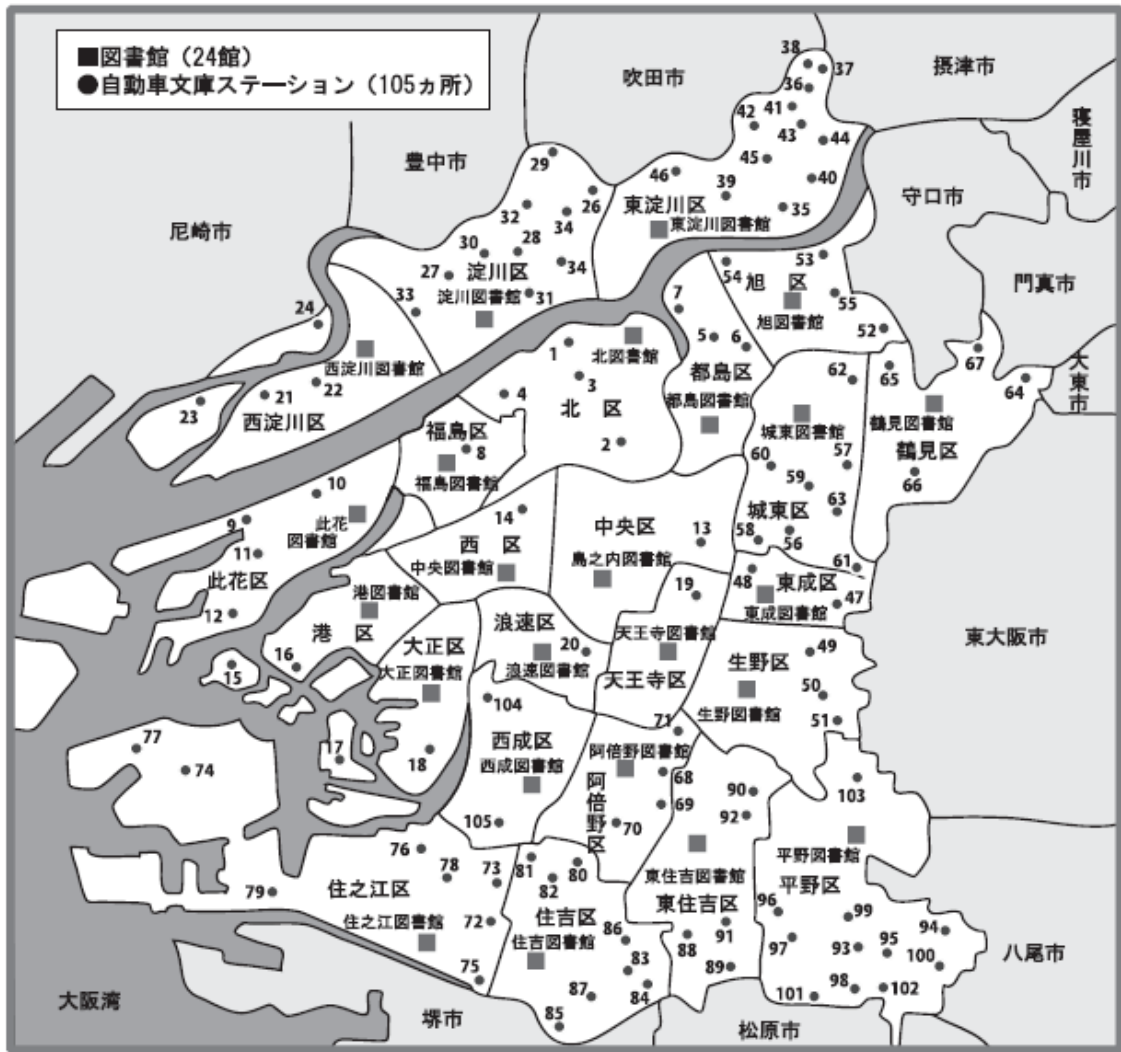 ■図書館（24館）
●自動車文庫ステーション（105ヵ所）
38
37
摂津市
吹田市
36
41
42
43
44
寝屋川市
豊中市
29
45
46
39
40
守口市
26
東淀川区
35
32
34
東淀川図書館
尼崎市
30
28
53
27
淀川区
34
54
旭 区
門真市
淀川図書館
31
7
55
24
33
旭図書館
52
1
北図書館
5
6
67
大東市
西淀川図書館
3
都島区
62
65
64
21
22
4
北 区
都島図書館
鶴見図書館
23
西淀川区
福島区
城東図書館
鶴見区
8
2
60
57
福島図書館
59
66
10
14
中央区
城東区
63
9
此花
図書館
西 区
13
58
56
11
中央図書館
島之内図書館
61
此花区
19
48
東成区
47
港図書館
東成図書館
12
浪速区
天王寺図書館
東大阪市
港 区
大正区
20
生野区
49
16
大正図書館
浪速図書館
天王寺区
15
50
104
生野図書館
71
51
77
西成区
阿倍野図書館
17
18
西成図書館
68
74
阿倍野区
90
103
69
92
105
70
76
平野図書館
81
80
東住吉図書館
78
73
82
平野区
79
住之江区
96
住吉区
東住吉区
99
住之江図書館
72
86
91
94
住吉図書館
88
97
93
95
83
89
100
八尾市
75
87
84
98
102
大阪湾
85
101
堺市
松原市